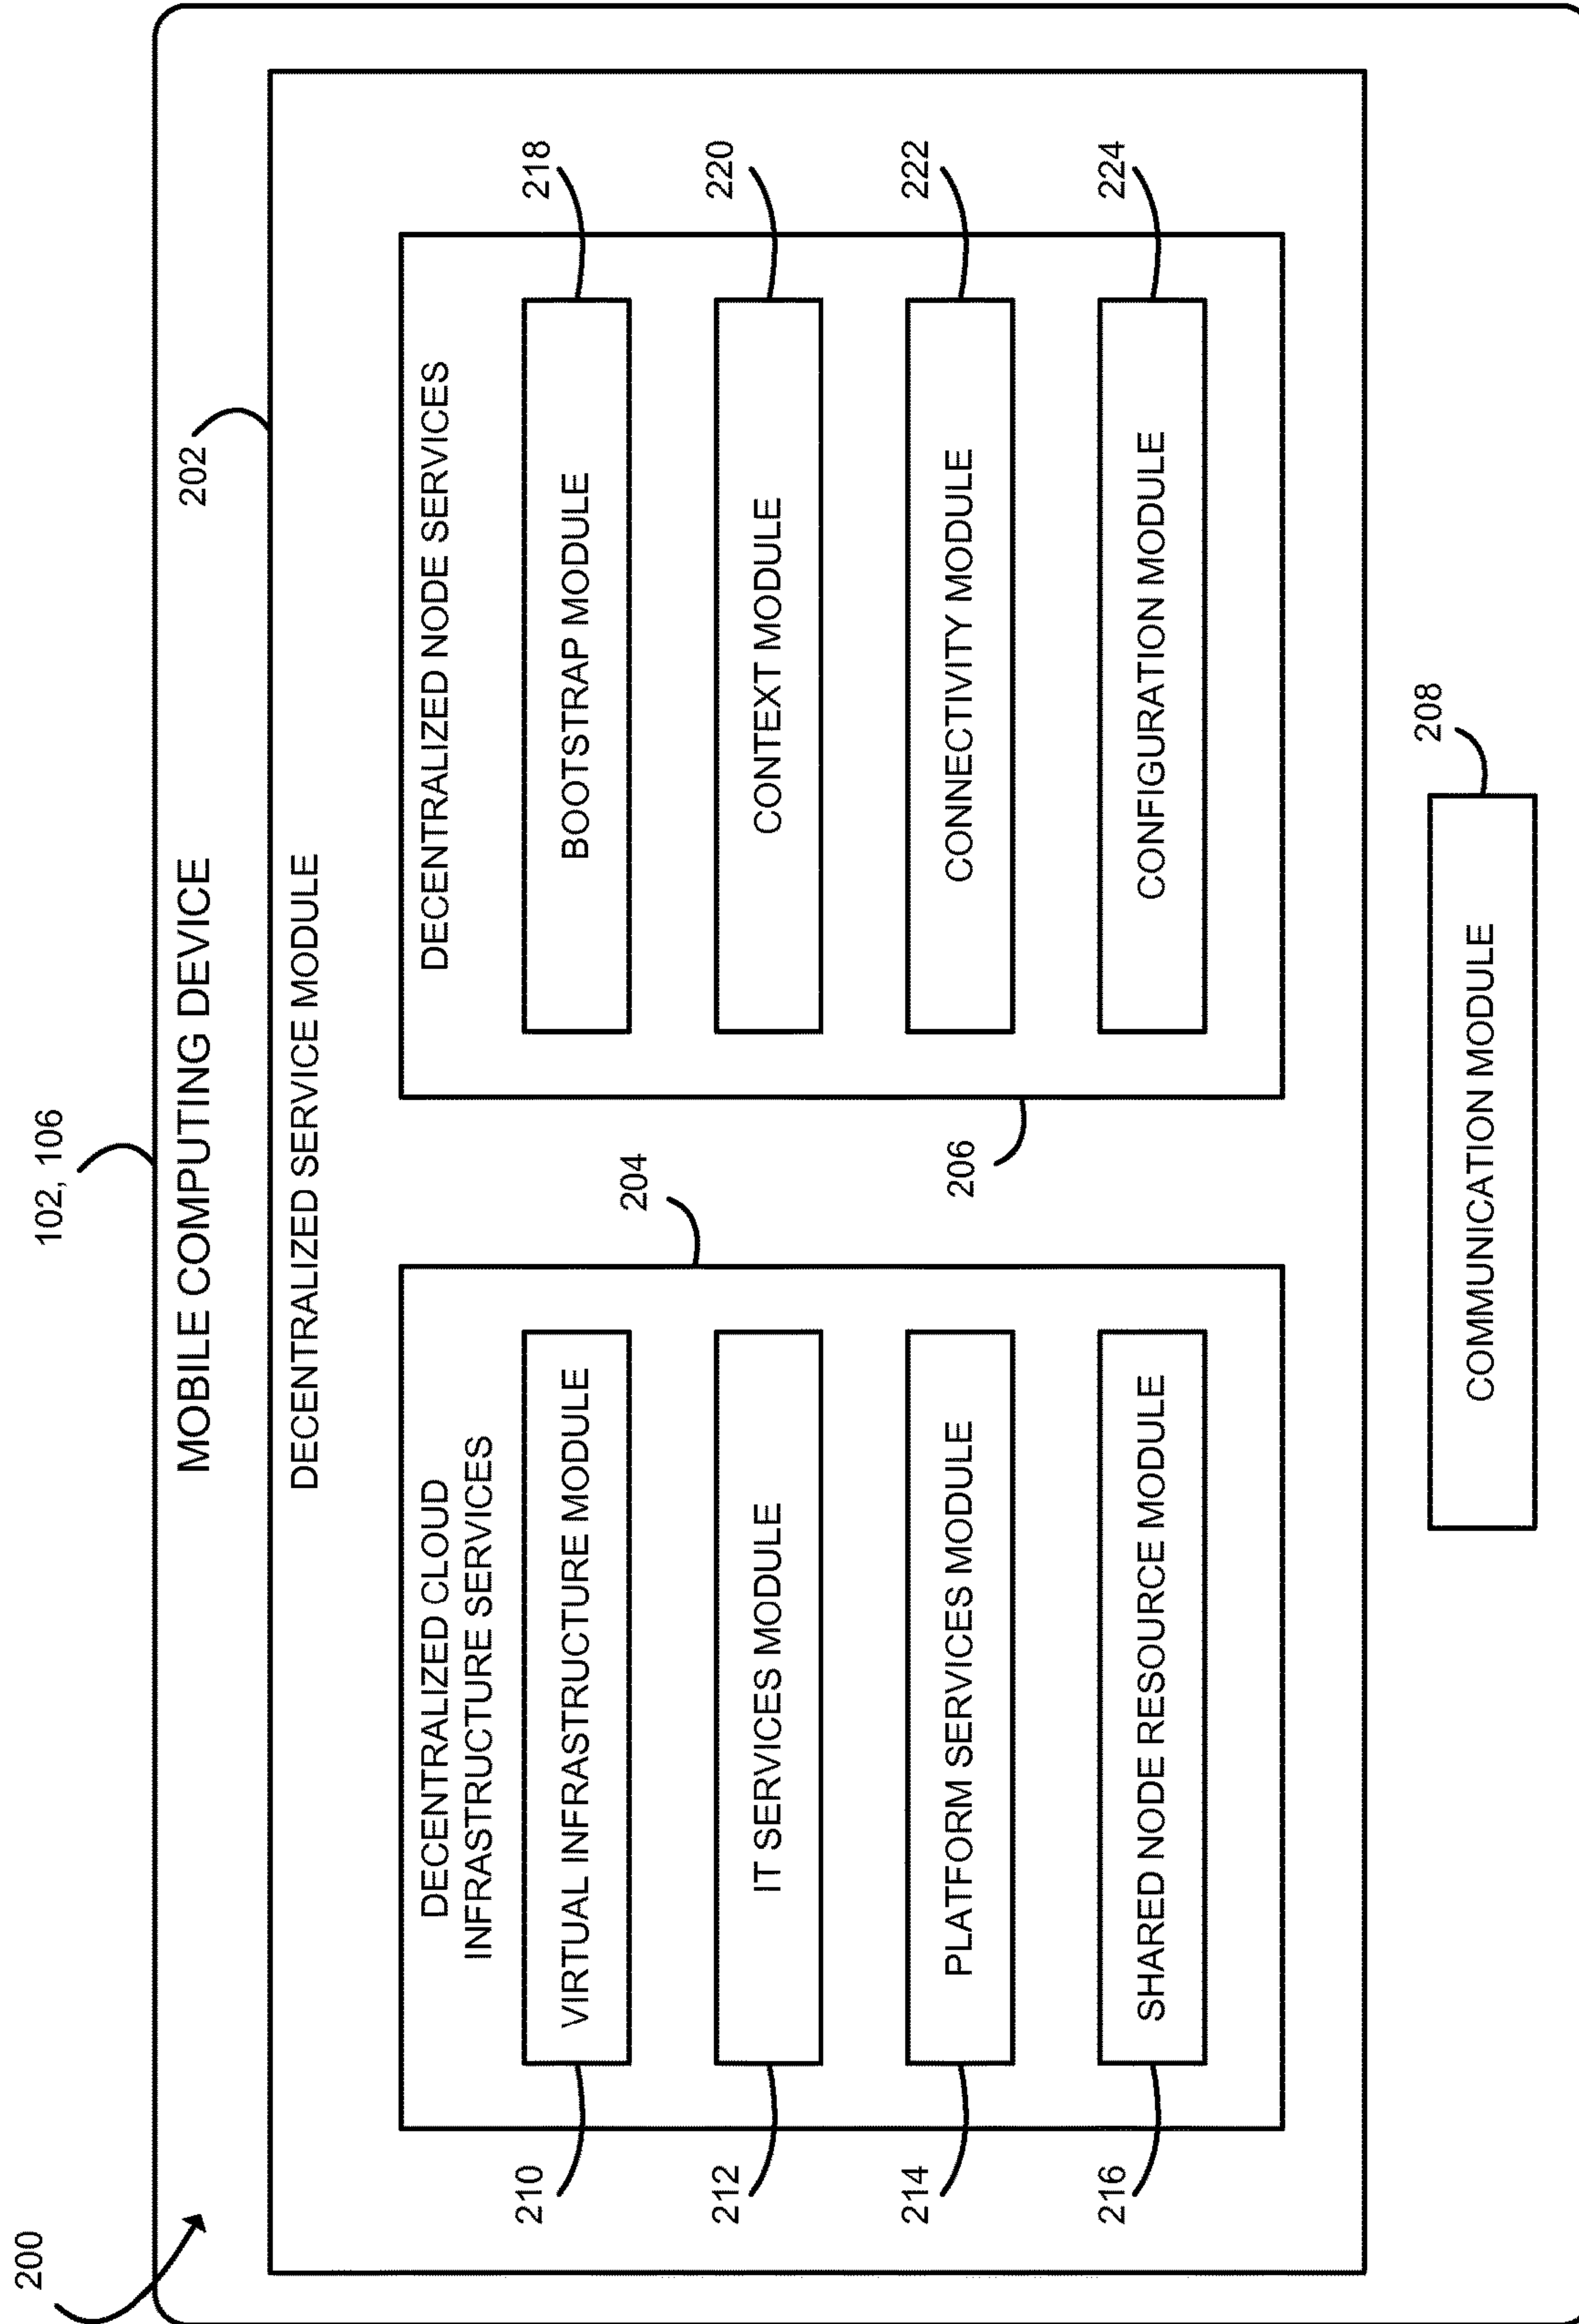 200
102, 106
MOBILE COMPUTING DEVICE
202
DECENTRALIZED SERVICE MODULE
204
DECENTRALIZED CLOUD
INFRASTRUCTURE SERVICES
210
VIRTUAL INFRASTRUCTURE MODULE
212
IT SERVICES MODULE
214
PLATFORM SERVICES MODULE
216
SHARED NODE RESOURCE MODULE
206
DECENTRALIZED NODE SERVICES
BOOTSTRAP MODULE
218
CONTEXT MODULE
220
CONNECTIVITY MODULE
222
CONFIGURATION MODULE
224
COMMUNICATION MODULE
208